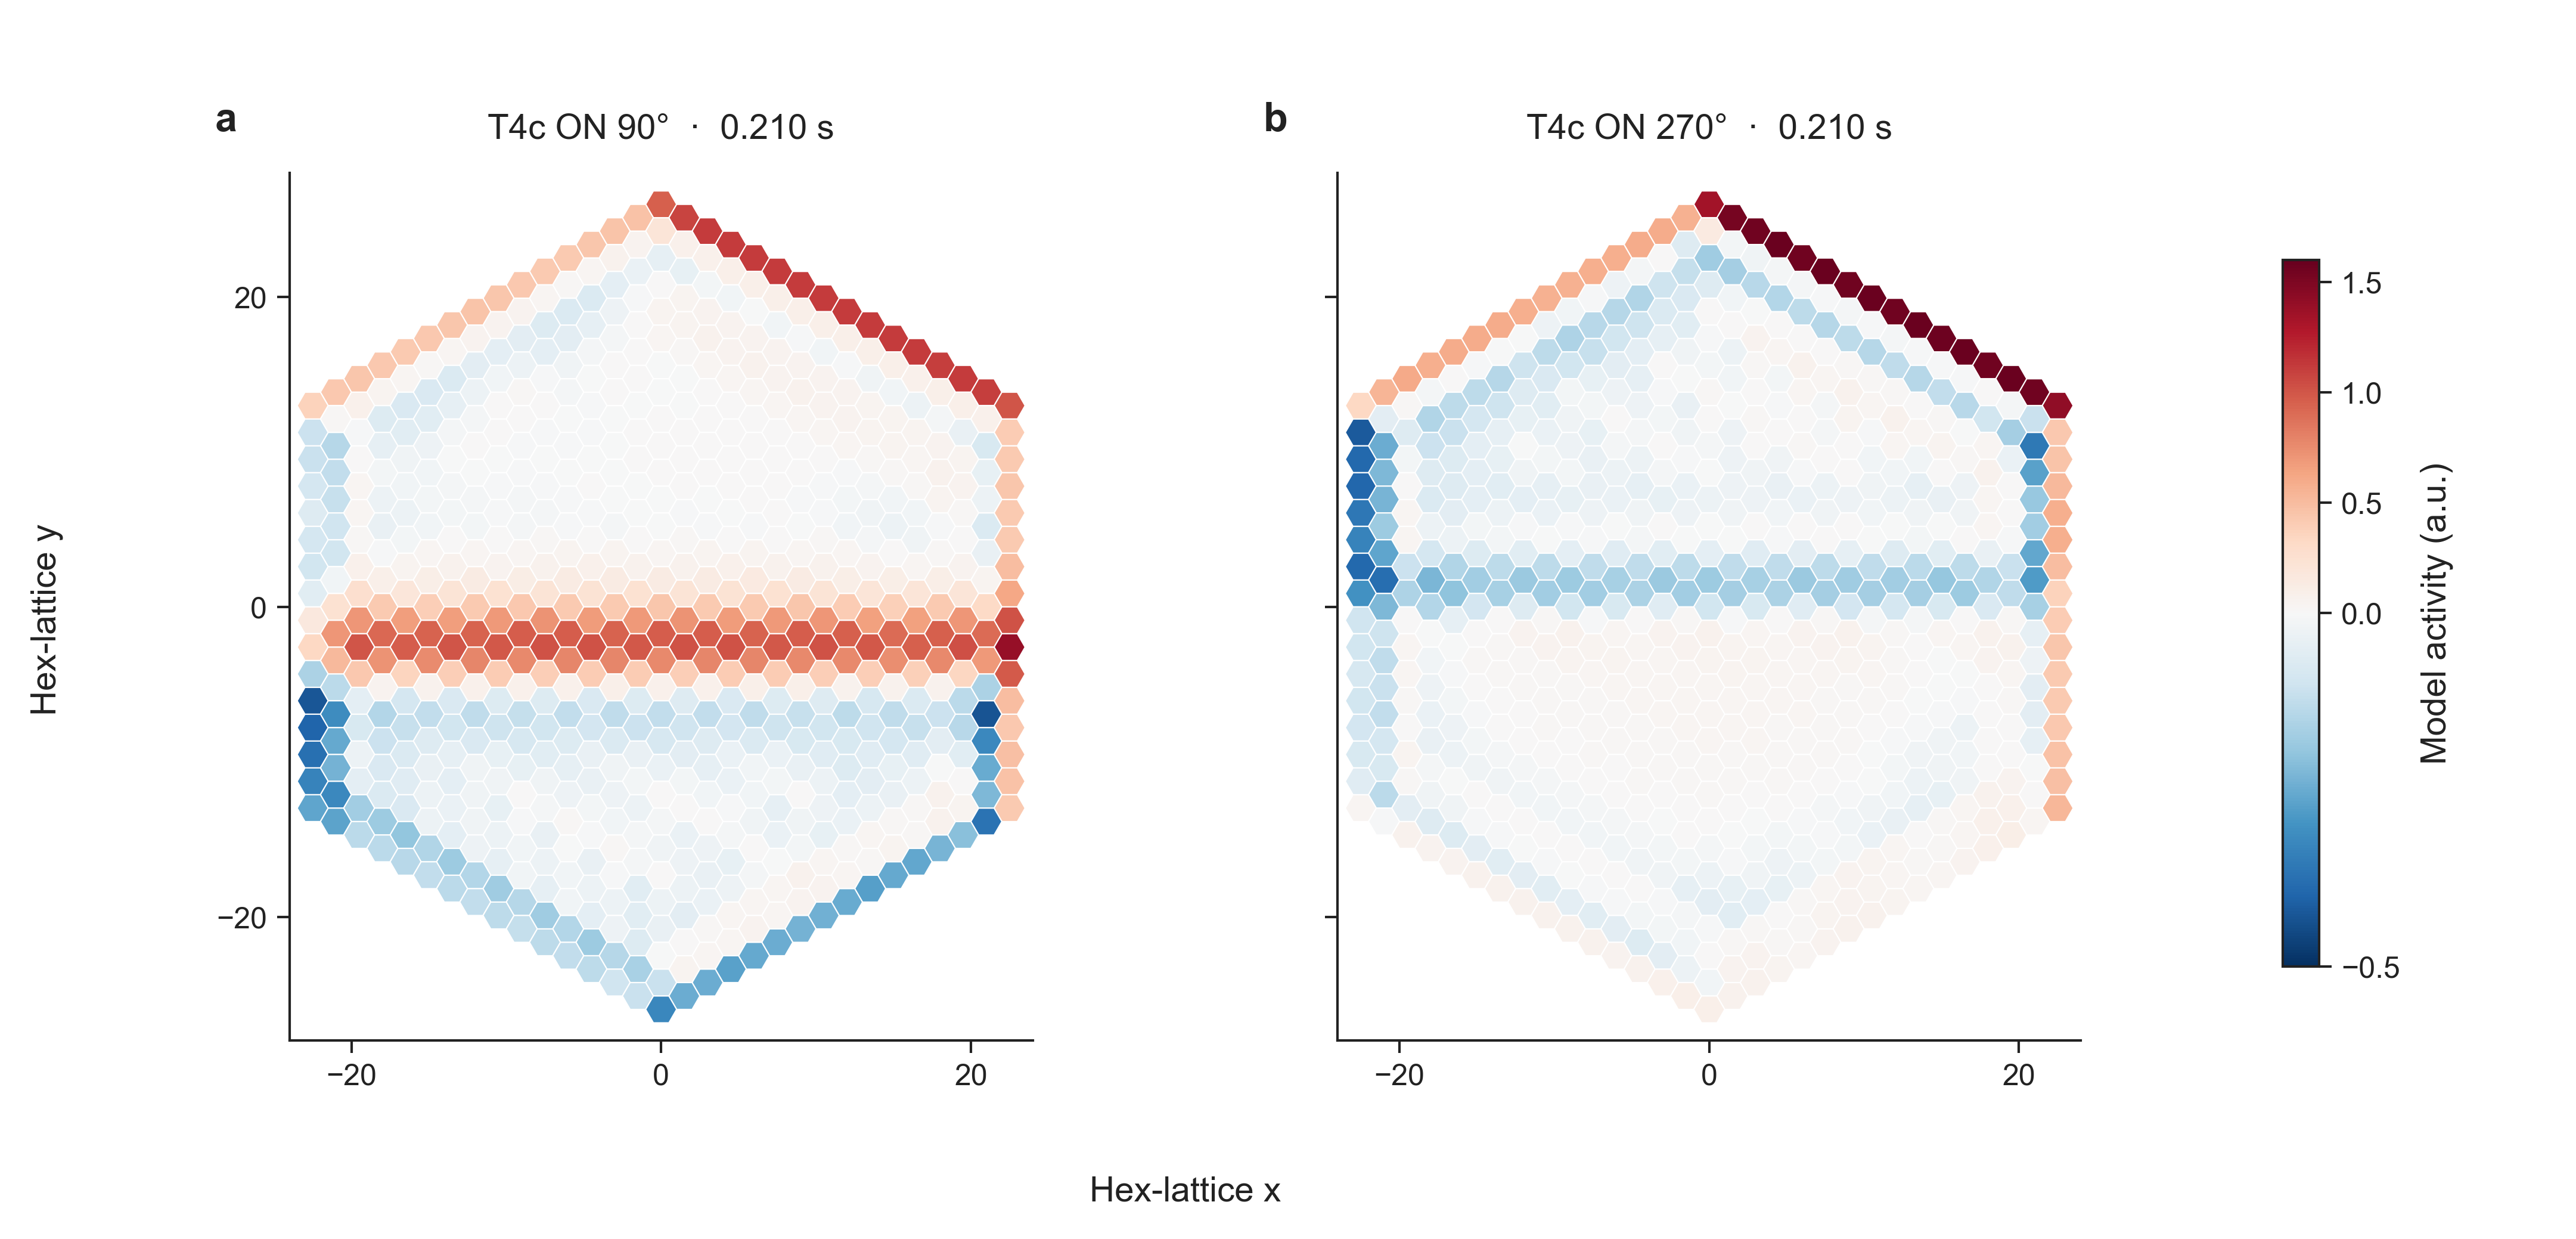 a
T4c ON 90° · 0.210 s
b
T4c ON 270° · 0.210 s
Hex-lattice y
20
0
−20
−20
0
20
−20
0
20
Hex-lattice x
1.5
1.0
0.5
0.0
−0.5
Model activity (a.u.)